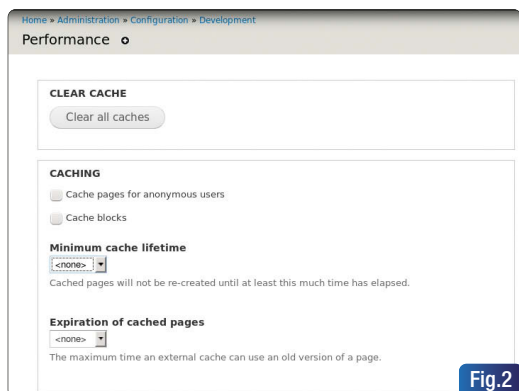 Home » Administration » Configuration » Development
Performance
CLEAR CACHE
Clear all caches
CACHING
Cache pages for anonymous users
Cache blocks
Minimum cache lifetime
<none>
Cached pages will not be re-created until at least this much time has elapsed.
Expiration of cached pages
<none>
The maximum time an external cache can use an old version of a page.
Fig.2